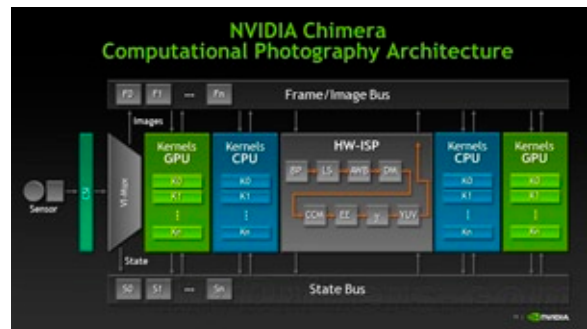 NVIDIA Chimera
Computational Photography Architecture
F0 F1 ... Fn Frame/Image Bus
Images
Kernels
GPU
K0
K1
Kn
Kernels
CPU
K0
K1
Kn
HW-ISP
BP LS AWB DM
CCM EE γ YUV
Kernels
CPU
K0
K1
Kn
Kernels
GPU
K0
K1
Kn
Sensor
CSI
VI-Mux
State
S0 S1 ... Sn State Bus
NVIDIA